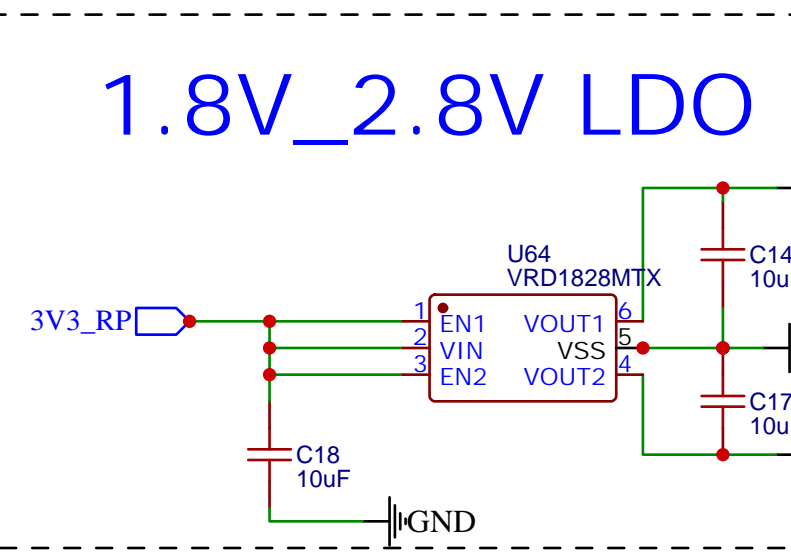 1.8V_2.8V LDO
U64
VRD1828MTX
C14
10u
3V3_RP
1
EN1
VOUT1
6
2
VIN
VSS
5
3
EN2
VOUT2
4
C17
10u
C18
10uF
GND